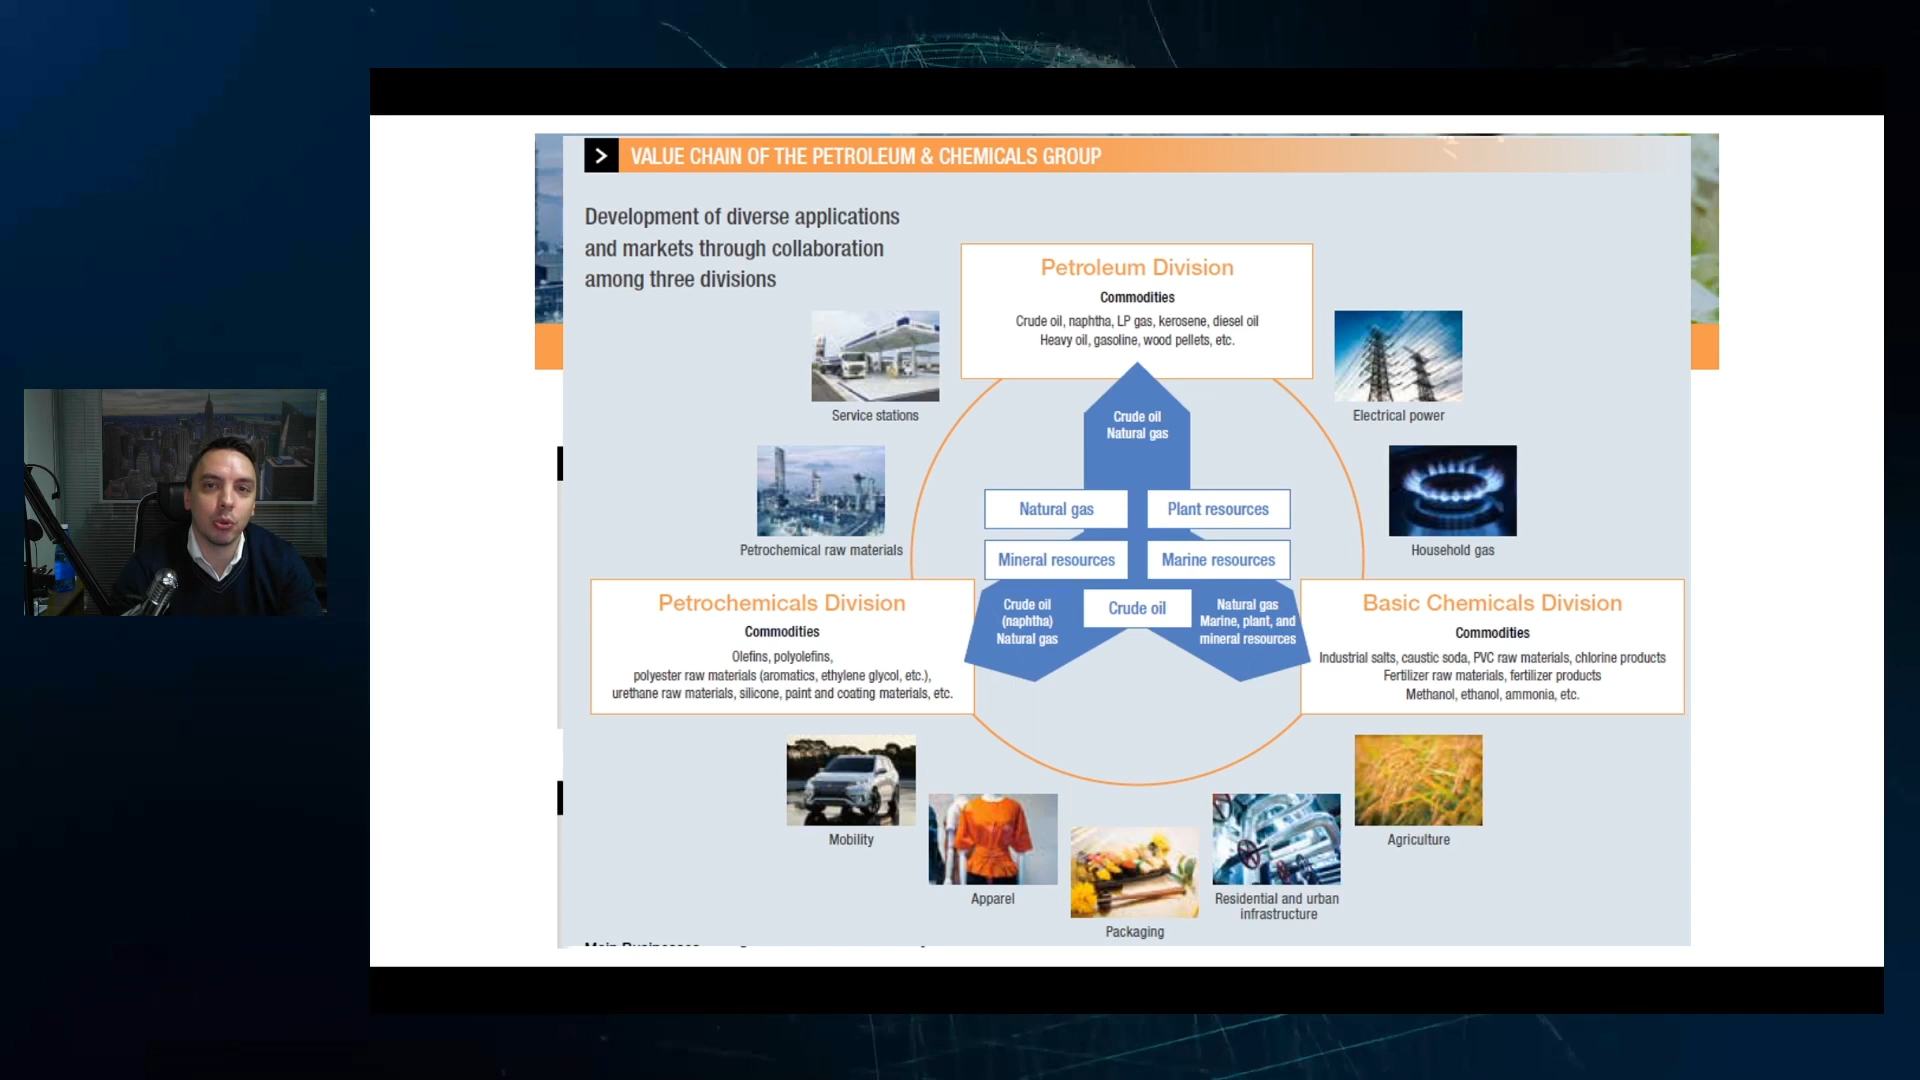 VALUE CHAIN OF THE PETROLEUM & CHEMICALS GROUP
Development of diverse applications
and markets through collaboration
among three divisions
Petroleum Division
Commodities
Crude oil, naphtha, LP gas, kerosene, diesel oil
Heavy oil, gasoline, wood pellets, etc.
Service stations
Electrical power
Crude oil
Natural gas
Petrochemical raw materials
Household gas
Natural gas
Plant resources
Mineral resources
Marine resources
Crude oil
Petrochemicals Division
Commodities
Olefins, polyolefins,
polyester raw materials (aromatics, ethylene glycol, etc.),
urethane raw materials, silicone, paint and coating materials, etc.
Crude oil
(naphtha)
Natural gas
Natural gas
Marine, plant, and
mineral resources
Basic Chemicals Division
Commodities
Industrial salts, caustic soda, PVC raw materials, chlorine products
Fertilizer raw materials, fertilizer products
Methanol, ethanol, ammonia, etc.
Mobility
Apparel
Packaging
Residential and urban
infrastructure
Agriculture